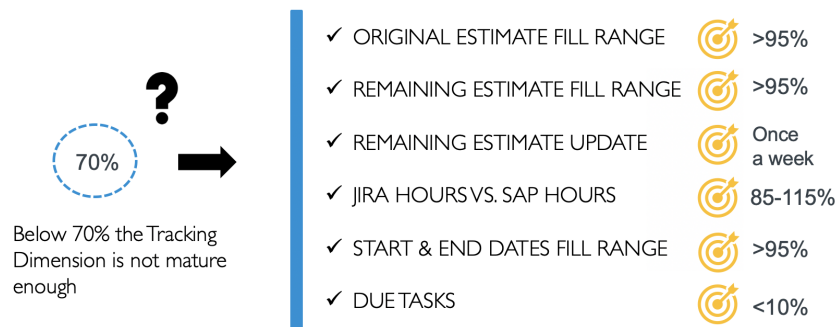 ?
70%
Below 70% the Tracking
Dimension is not mature
enough
✓ ORIGINAL ESTIMATE FILL RANGE >95%
✓ REMAINING ESTIMATE FILL RANGE >95%
✓ REMAINING ESTIMATE UPDATE Once
a week
✓ JIRA HOURS VS. SAP HOURS 85-115%
✓ START & END DATES FILL RANGE >95%
✓ DUE TASKS <10%